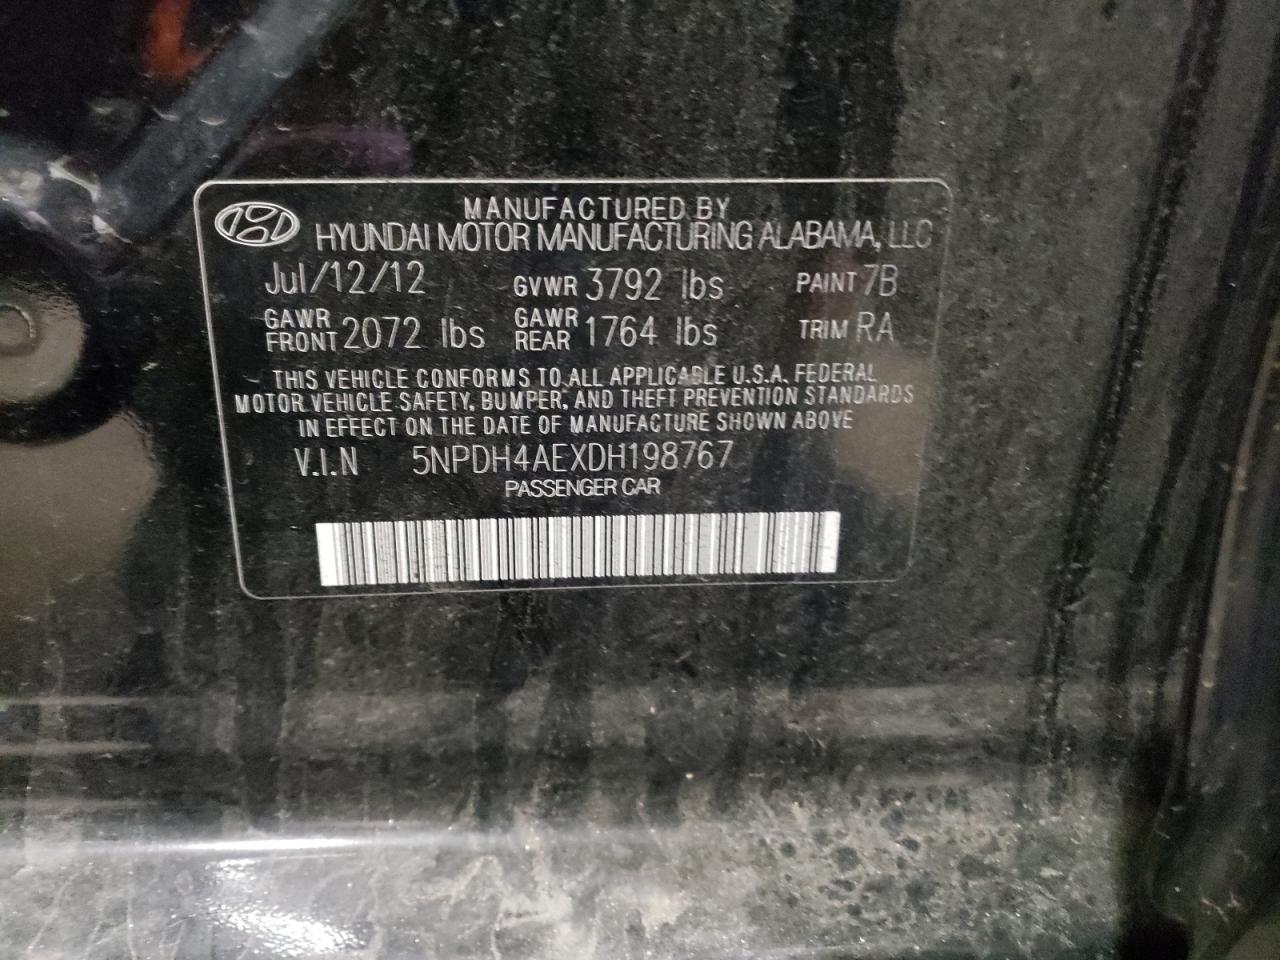 MANUFACTURED BY
HYUNDAI MOTOR MANUFACTURING ALABAMA, LLC
Jul/12/12 GVWR 3792 lbs PAINT 7B
GAWR FRONT 2072 lbs GAWR REAR 1764 lbs TRIM RA
THIS VEHICLE CONFORMS TO ALL APPLICABLE U.S.A. FEDERAL
MOTOR VEHICLE SAFETY, BUMPER, AND THEFT PREVENTION STANDARDS
IN EFFECT ON THE DATE OF MANUFACTURE SHOWN ABOVE
V.I.N 5NPDH4AEXDH198767
PASSENGER CAR